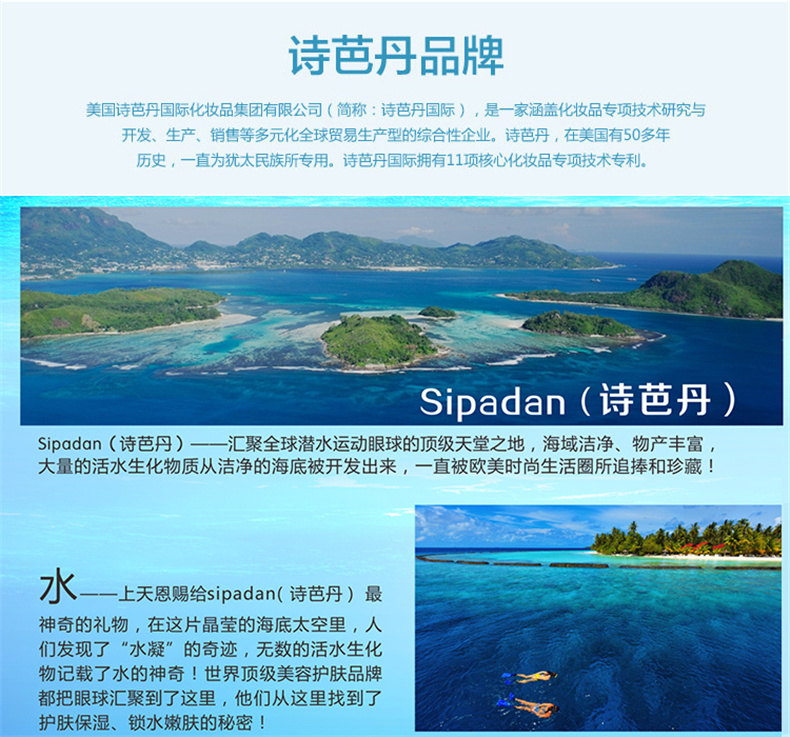 诗芭丹品牌
美国诗芭丹国际化妆品集团有限公司（简称：诗芭丹国际），是一家涵盖化妆品专项技术研究与
开发、生产、销售等多元化全球贸易生产型的综合性企业。诗芭丹，在美国有50多年
历史，一直为犹太民族所专用。诗芭丹国际拥有11项核心化妆品专项技术专利。
Sipadan（诗芭丹）
Sipadan（诗芭丹）——汇聚全球潜水运动眼球的顶级天堂之地，海域洁净、物产丰富，
大量的活水生化物质从洁净的海底被开发出来，一直被欧美时尚生活圈所追捧和珍藏！
水——上天恩赐给sipadan（诗芭丹）最
神奇的礼物，在这片晶莹的海底太空里，人
们发现了“水凝”的奇迹，无数的活水生化
物记载了水的神奇！世界顶级美容护肤品牌
都把眼球汇聚到了这里，他们从这里找到了
护肤保湿、锁水嫩肤的秘密！